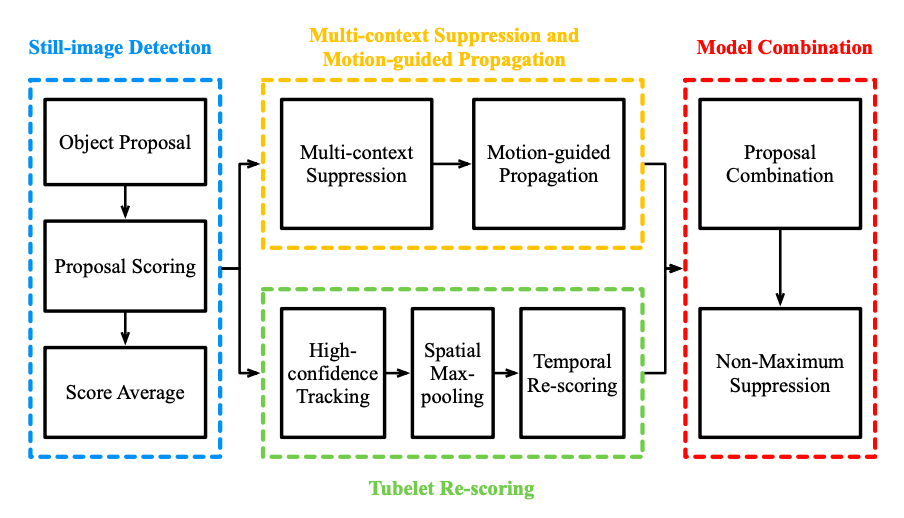 Still-image Detection
Object Proposal
Proposal Scoring
Score Average
Multi-context Suppression and
Motion-guided Propagation
Multi-context
Suppression
Motion-guided
Propagation
High-
confidence
Tracking
Spatial
Max-
pooling
Temporal
Re-scoring
Tubelet Re-scoring
Model Combination
Proposal
Combination
Non-Maximum
Suppression